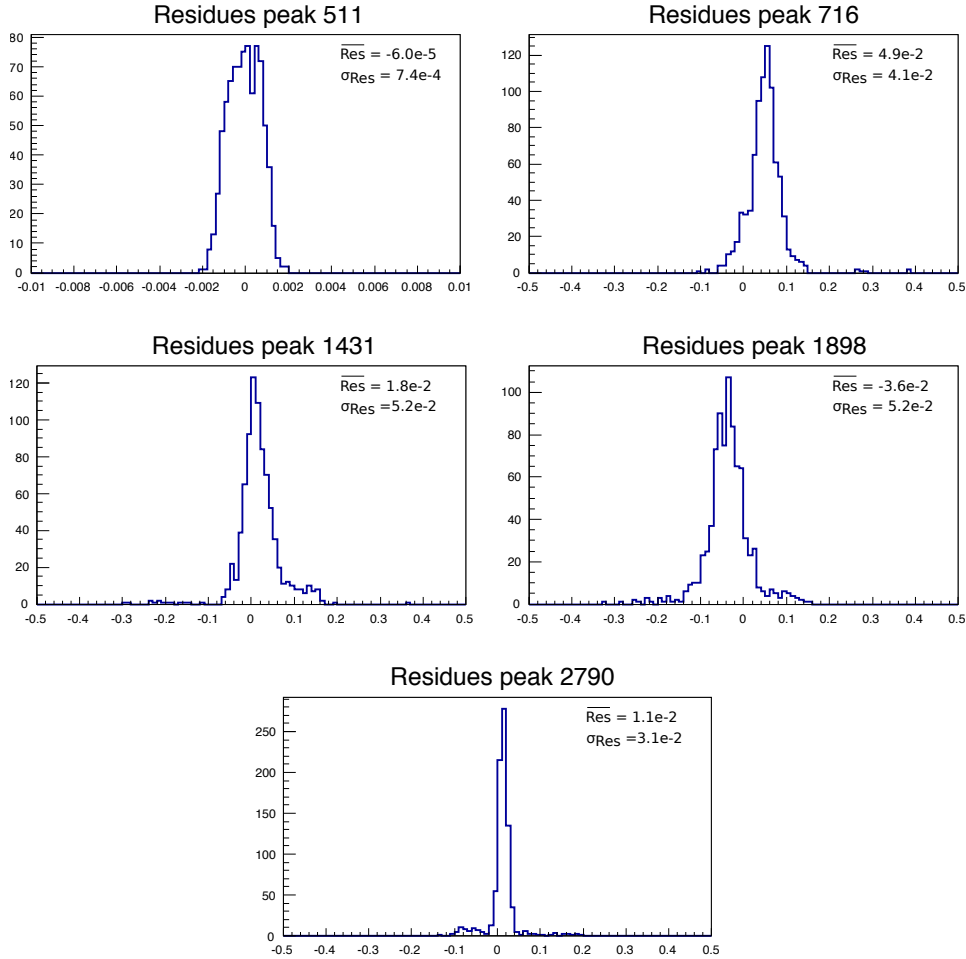 Residues peak 511
Res = -6.0e-5
σRes = 7.4e-4
80
70
60
50
40
30
20
10
0
-0.01 -0.008 -0.006 -0.004 -0.002 0 0.002 0.004 0.006 0.008 0.01
Residues peak 716
Res = 4.9e-2
σRes = 4.1e-2
120
100
80
60
40
20
0
-0.5 -0.4 -0.3 -0.2 -0.1 0 0.1 0.2 0.3 0.4 0.5
Residues peak 1431
Res = 1.8e-2
σRes =5.2e-2
120
100
80
60
40
20
0
-0.5 -0.4 -0.3 -0.2 -0.1 0 0.1 0.2 0.3 0.4 0.5
Residues peak 1898
Res = -3.6e-2
σRes = 5.2e-2
100
80
60
40
20
0
-0.5 -0.4 -0.3 -0.2 -0.1 0 0.1 0.2 0.3 0.4 0.5
Residues peak 2790
Res = 1.1e-2
σRes =3.1e-2
250
200
150
100
50
0
-0.5 -0.4 -0.3 -0.2 -0.1 0 0.1 0.2 0.3 0.4 0.5